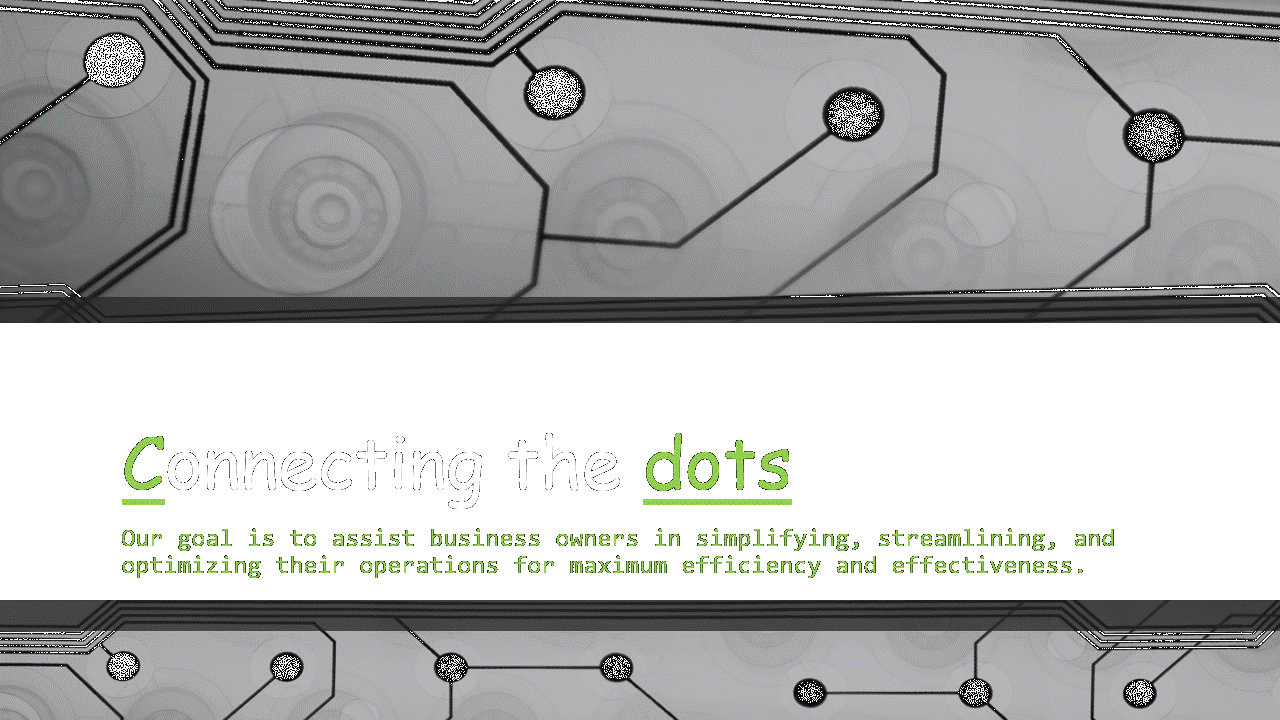 Connecting the dots
Our goal is to assist business owners in simplifying, streamlining, and
optimizing their operations for maximum efficiency and effectiveness.